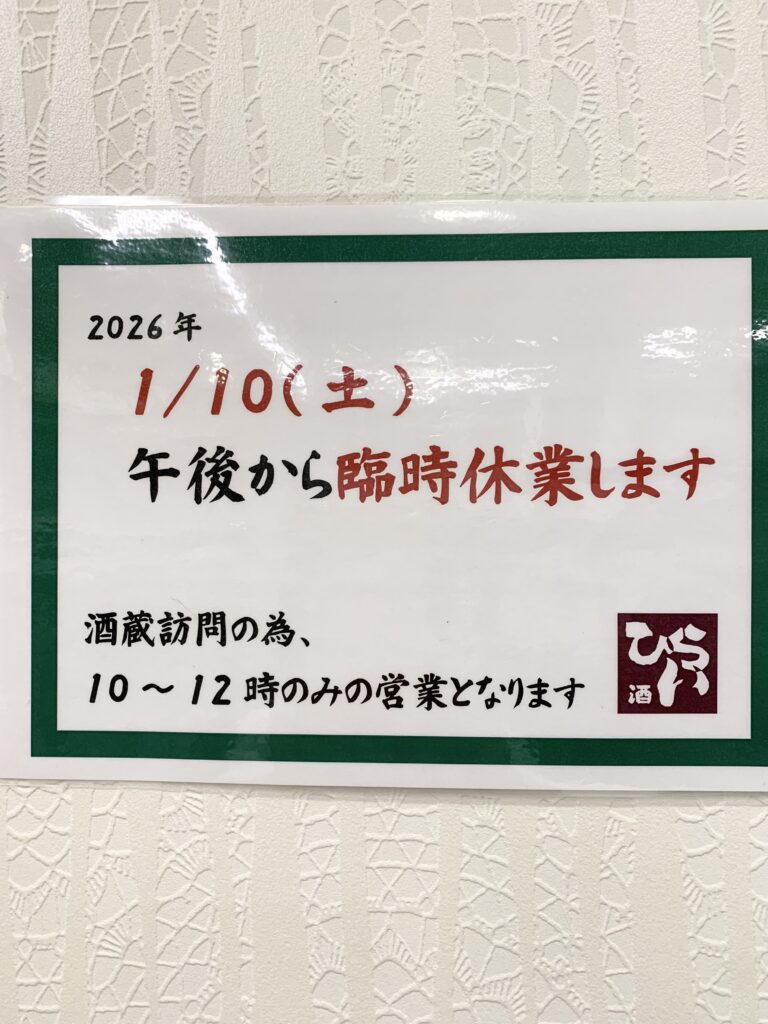 2026年
1/10(土)
午後から臨時休業します
酒蔵訪問の為、
10～12時のみの営業となります
ひらい
酒